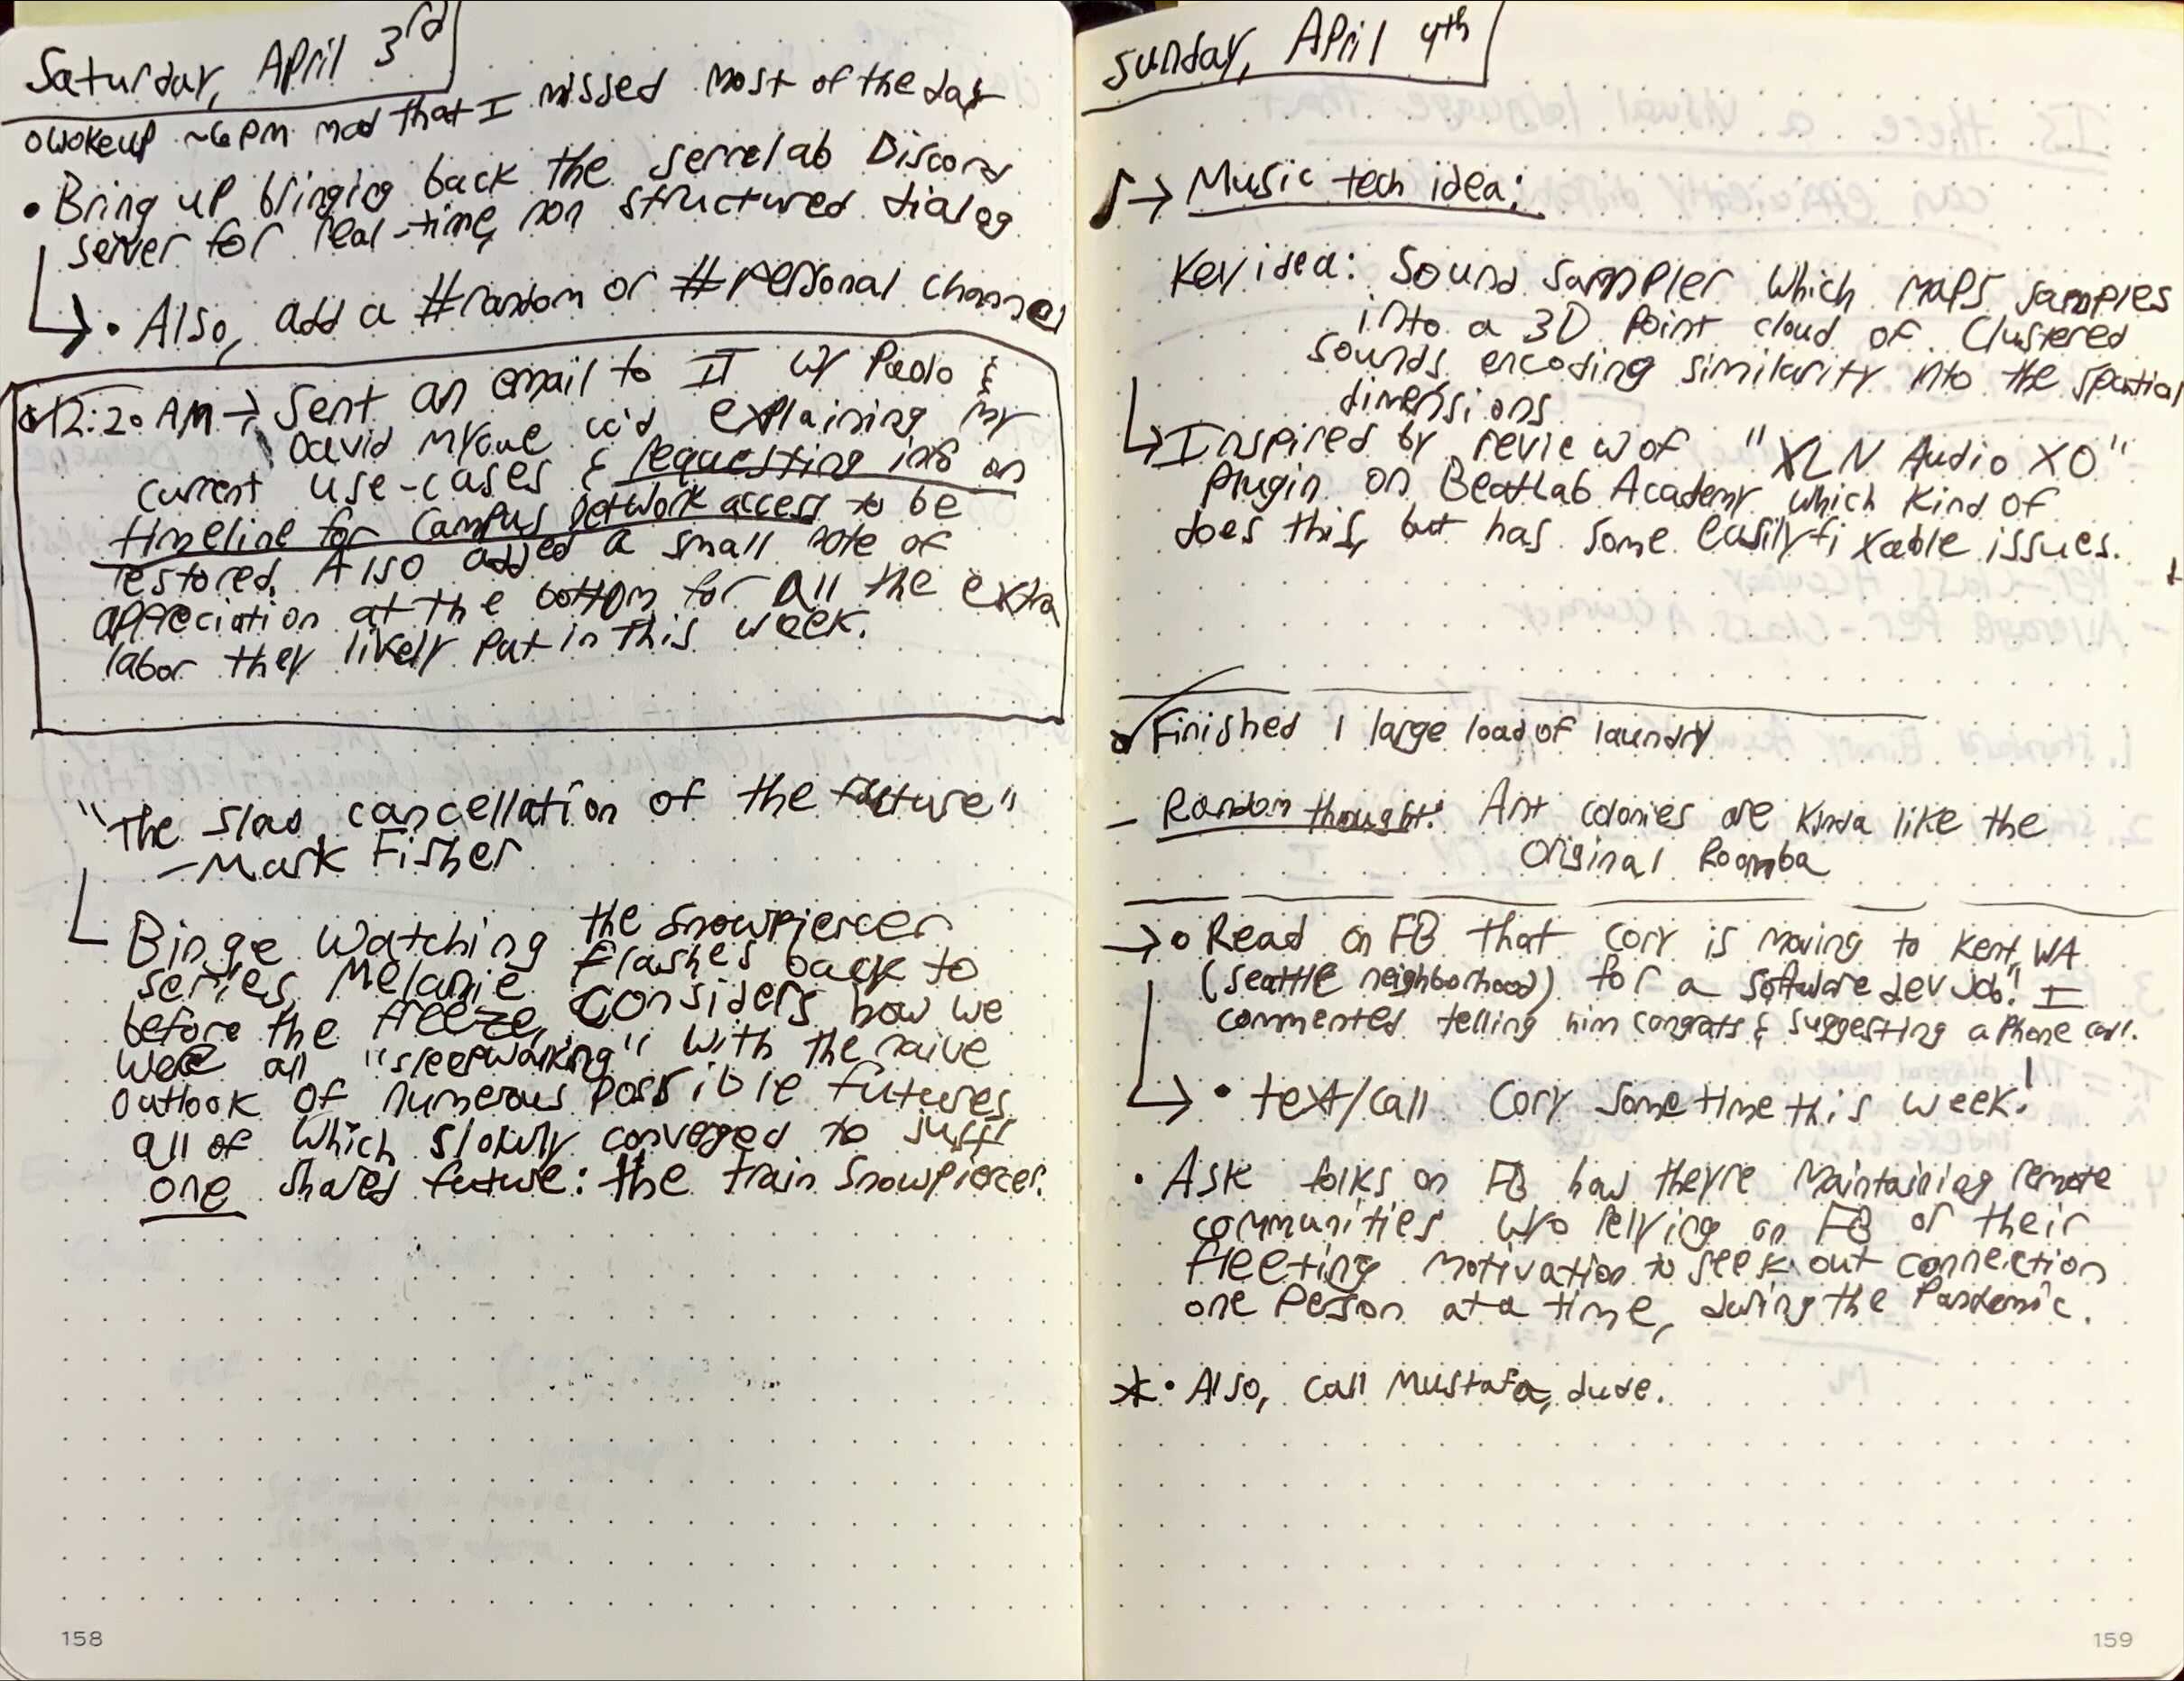 Saturday, April 3rd
o wokeup ~6PM mad that I missed most of the day
• Bring up bringing back the serrelab Discord
server for real-time, non structured dialog
↳ • Also, add a #random or #personal channel
12:20 AM → Sent an email to IT w/ Paolo &
David cc'd explaining my
current use-cases & requesting info on
timeline for campus network access to be
restored. Also added a small note of
appreciation at the bottom for all the extra
labor they likely put in this week.
"The slow cancellation of the future"
- Mark Fisher
Binge watching the Snowpiercer
series, Melanie flashes back to
before the freeze, considers how we
were all "sleepwalking" with the naive
outlook of numerous possible futures
all of which slowly converged to just
one shared future: the train Snowpiercer.
158
Sunday, April 4th
♪→ Music tech idea:
Key idea: Sound sampler which maps samples
into a 3D point cloud of clustered
sounds encoding similarity into the spatial
dimensions
↳ Inspired by review of "XLN Audio XO"
plugin on BeatLab Academy which kind of
does this, but has some easily fixable issues.
Finished 1 large load of laundry
- Random thought: Ant colonies are kinda like the
original Roomba
→ o Read on FB that Cory is moving to Kent, WA
(Seattle neighborhood) for a software dev job! I
commented telling him congrats & suggesting a phone call.
↳ • text/call Cory sometime this week!
• Ask folks on FB how they're maintaining remote
communities w/o relying on FB or their
fleeting motivation to seek out connection
one person at a time, during the pandemic.
* • Also, call Mustafa, dude.
159